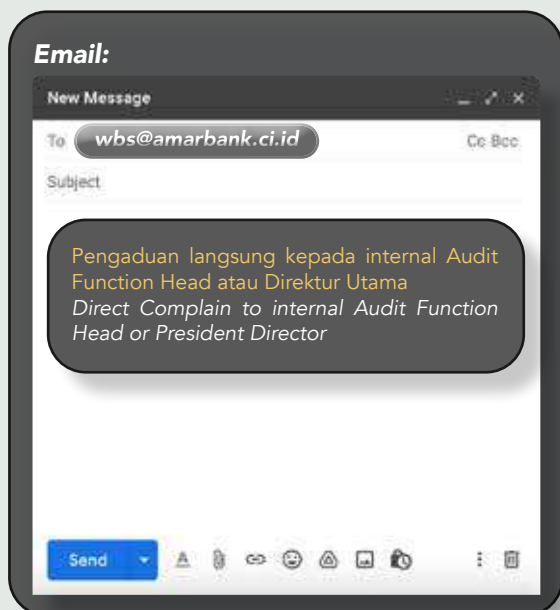 Email:
New Message
To wbs@amarbank.ci.id Cc Bcc
Subject
Pengaduan langsung kepada internal Audit
Function Head atau Direktur Utama
Direct Complain to internal Audit Function
Head or President Director
Send